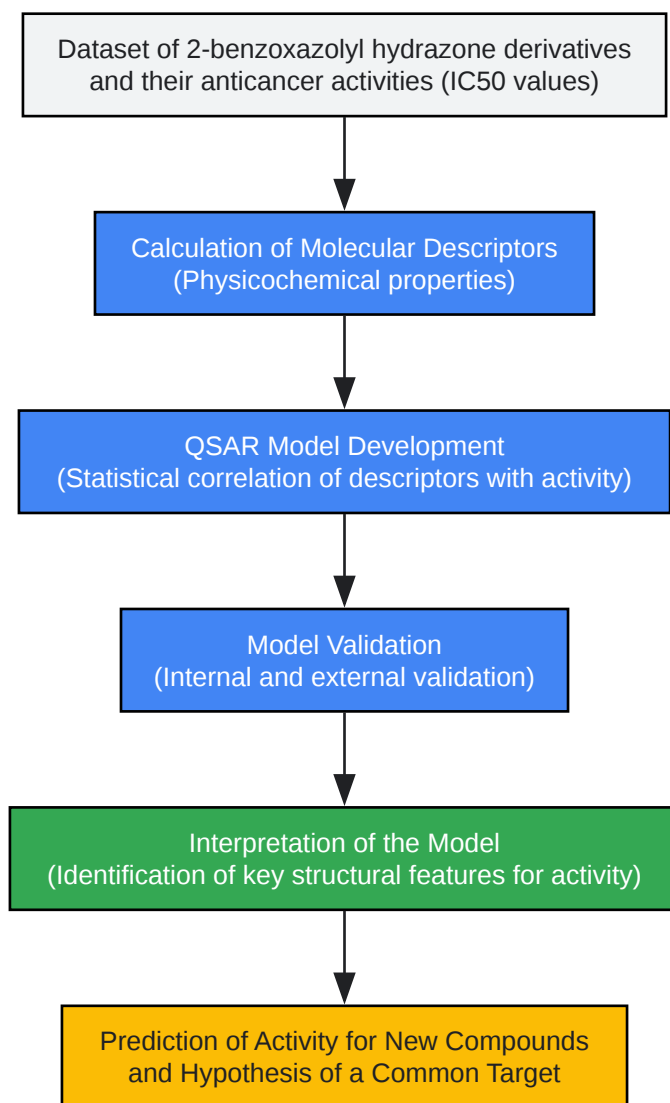 Dataset of 2-benzoxazolyl hydrazone derivatives
and their anticancer activities (IC50 values)
Calculation of Molecular Descriptors
(Physicochemical properties)
QSAR Model Development
(Statistical correlation of descriptors with activity)
Model Validation
(Internal and external validation)
Interpretation of the Model
(Identification of key structural features for activity)
Prediction of Activity for New Compounds
and Hypothesis of a Common Target